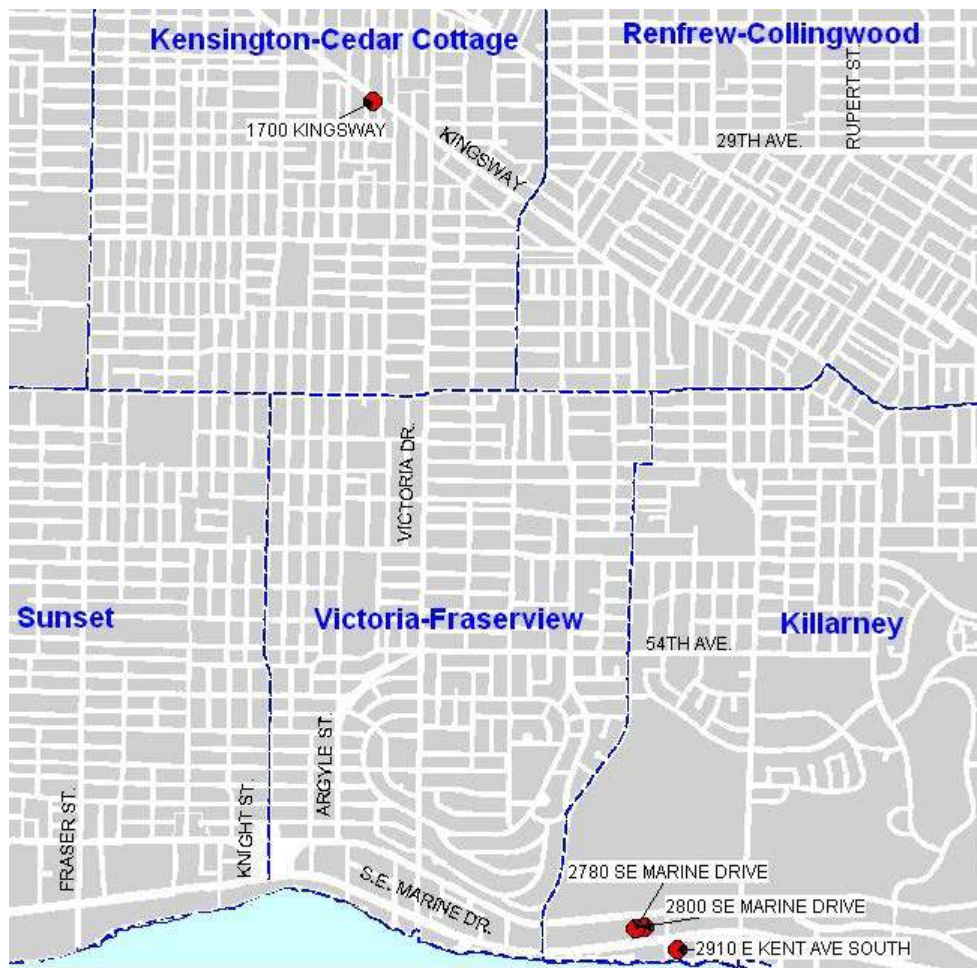 Kensington-Cedar Cottage
Renfrew-Collingwood
RUPERT ST.
1700 KINGSWAY
KINGSWAY
29TH AVE.
VICTORIA DR.
Sunset
Victoria-Fraserview
Killarney
54TH AVE.
ARGYLE ST.
FRASER ST.
KNIGHT ST.
S.E. MARINE DR.
2780 SE MARINE DRIVE
2800 SE MARINE DRIVE
2910 E KENT AVE SOUTH